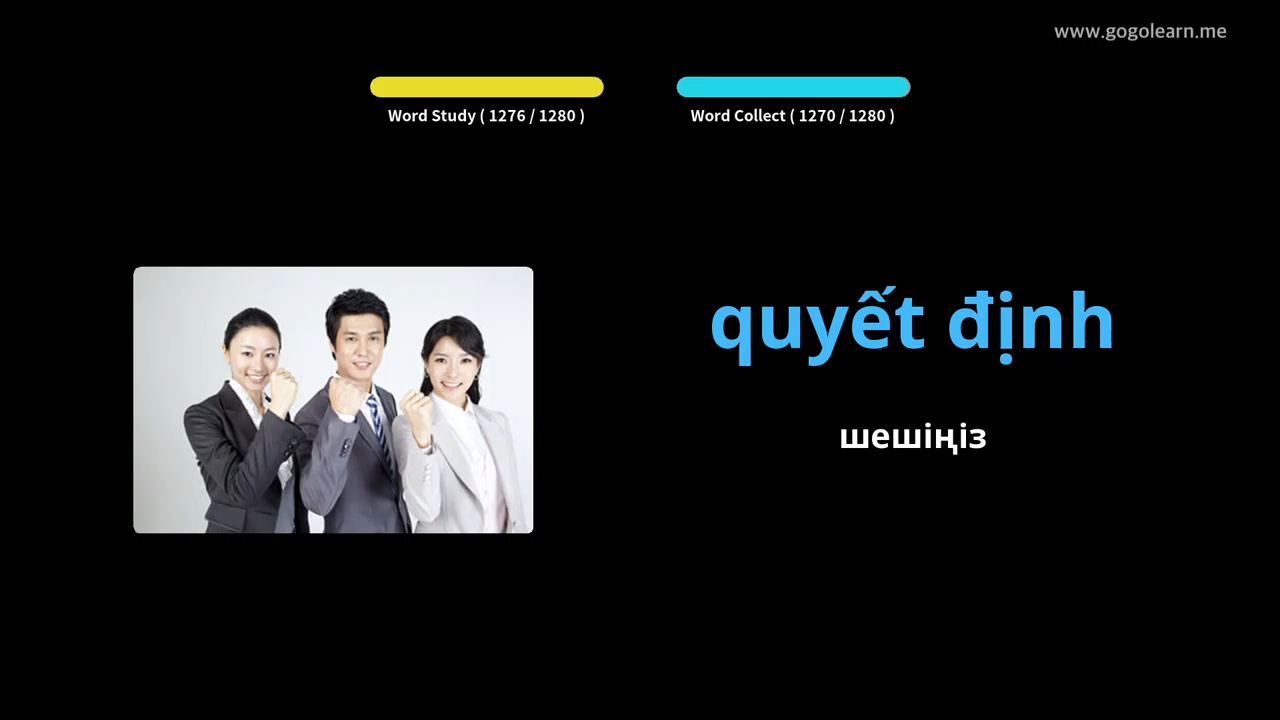 www.gogolearn.me
Word Study ( 1276 / 1280 )
Word Collect ( 1270 / 1280 )
quyết định
шешіңіз